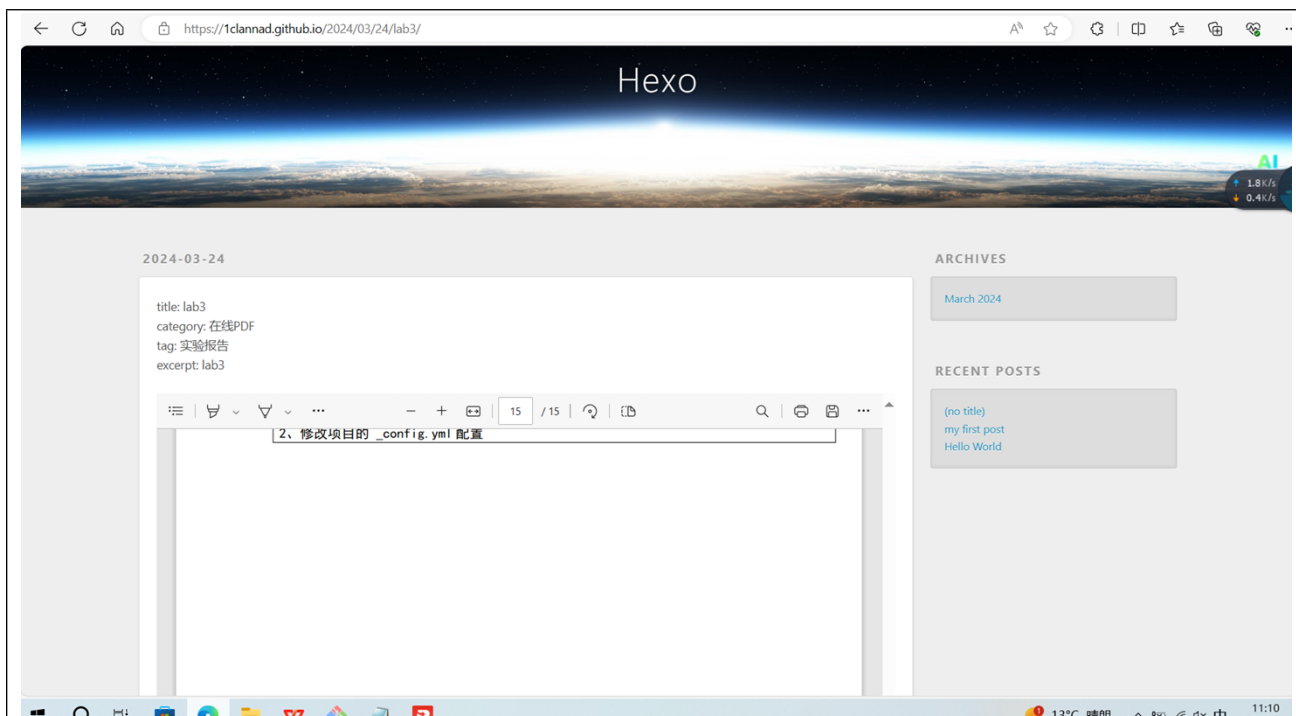 https://1clannad.github.io/2024/03/24/lab3/
Hexo
AI
1.8K/s
0.4K/s
2024-03-24
title: lab3
category: 在线PDF
tag: 实验报告
excerpt: lab3
15 / 15
2、修改项目的 _config.yml 配置
ARCHIVES
March 2024
RECENT POSTS
(no title)
my first post
Hello World
13°C 晴朗
中
11:10